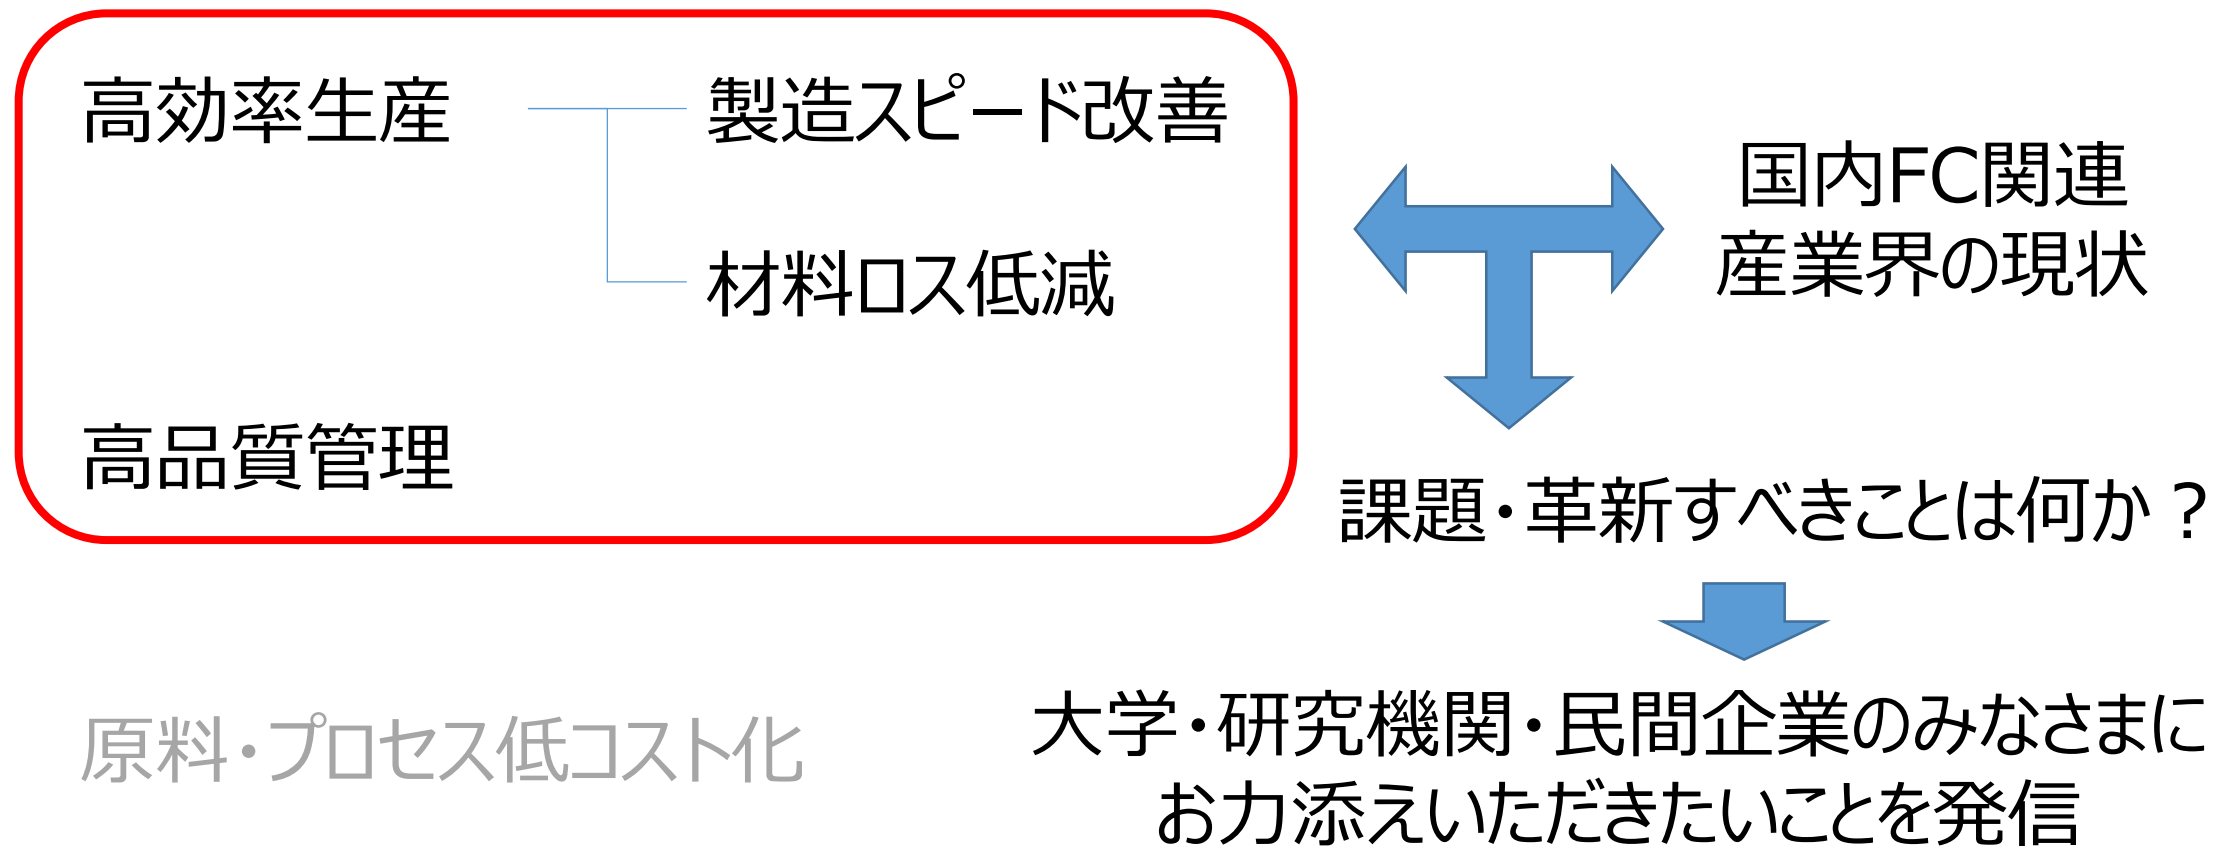 高効率生産
製造スピード改善
材料ロス低減
高品質管理
国内FC関連
産業界の現状
課題・革新すべきことは何か？
原料・プロセス低コスト化
大学・研究機関・民間企業のみなさまに
お力添えいただきたいことを発信